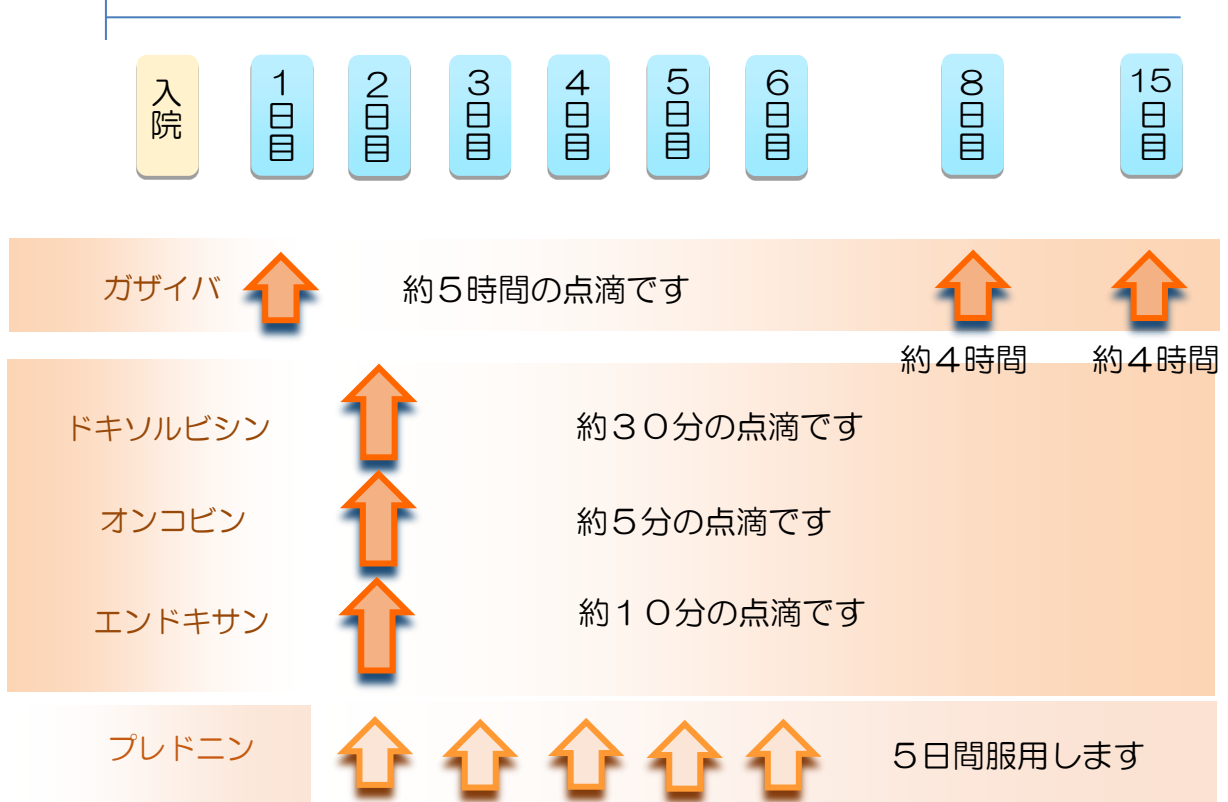 入院
1日目
2日目
3日目
4日目
5日目
6日目
8日目
15日目
ガザイバ
約５時間の点滴です
約４時間
約４時間
ドキソルビシン
約３０分の点滴です
オンコビン
約５分の点滴です
エンドキサン
約１０分の点滴です
プレドニン
５日間服用します